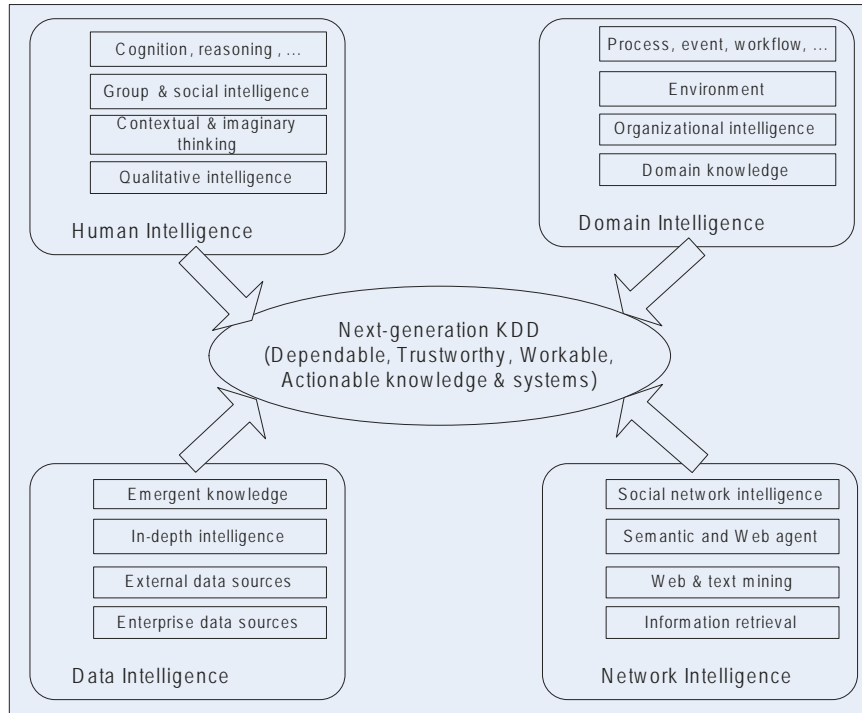 Cognition, reasoning , ...
Group & social intelligence
Contextual & imaginary
thinking
Qualitative intelligence
Human Intelligence
Process, event, workflow, ...
Environment
Organizational intelligence
Domain knowledge
Domain Intelligence
Next-generation KDD
(Dependable, Trustworthy, Workable,
Actionable knowledge & systems)
Emergent knowledge
In-depth intelligence
External data sources
Enterprise data sources
Data Intelligence
Social network intelligence
Semantic and Web agent
Web & text mining
Information retrieval
Network Intelligence